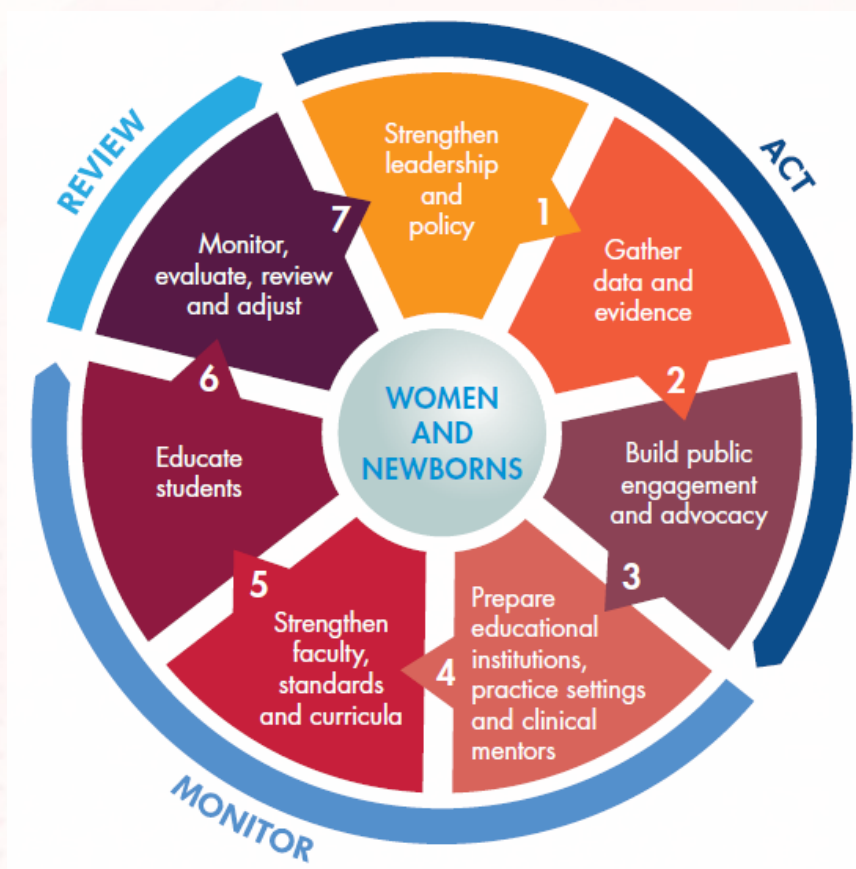 REVIEW
ACT
MONITOR
Strengthen
leadership
and
policy
1
Gather
data and
evidence
2
Build public
engagement
and advocacy
3
Prepare
educational
institutions,
practice settings
and clinical
mentors
4
Strengthen
faculty,
standards
and curricula
5
Educate
students
6
Monitor,
evaluate, review
and adjust
7
WOMEN
AND
NEWBORNS